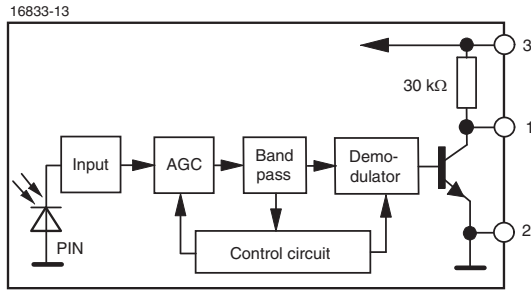 16833-13
3
30 kΩ
1
Input
AGC
Band
pass
Demo-
dulator
2
PIN
Control circuit